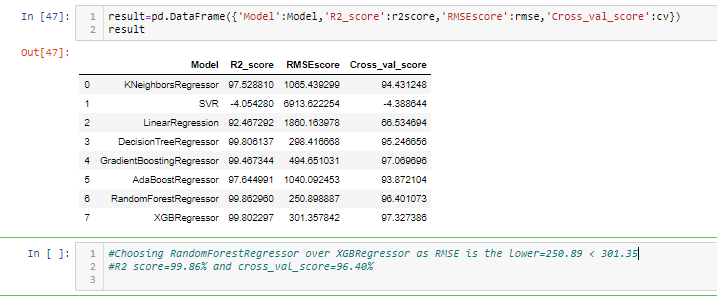 In [47]:
1 result=pd.DataFrame({'Model':Model,'R2_score':r2score,'RMSEscore':rmse,'Cross_val_score':cv})
2 result
Out[47]:
Model R2_score RMSEscore Cross_val_score
0 KNeighborsRegressor 97.528810 1065.439299 94.431248
1 SVR -4.054280 6913.622254 -4.388644
2 LinearRegression 92.467292 1860.163978 66.534694
3 DecisionTreeRegressor 99.806137 298.416668 95.246656
4 GradientBoostingRegressor 99.467344 494.651031 97.069696
5 AdaBoostRegressor 97.644991 1040.092453 93.872104
6 RandomForestRegressor 99.862960 250.898887 96.401073
7 XGBRegressor 99.802297 301.357842 97.327386
In [ ]:
1 #Choosing RandomForestRegressor over XGBRegressor as RMSE is the lower=250.89 < 301.35
2 #R2 score=99.86% and cross_val_score=96.40%
3